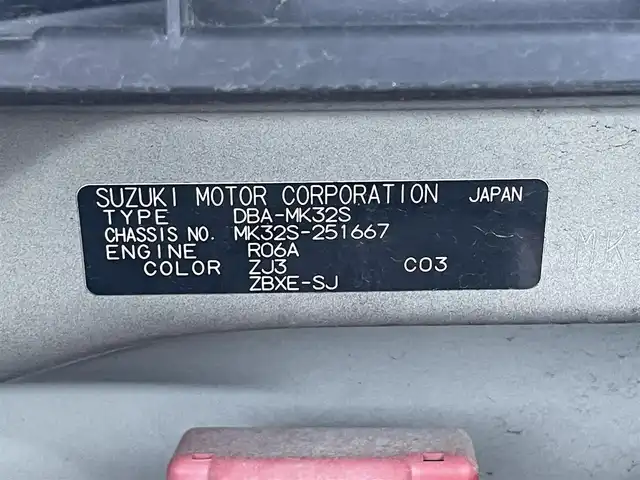 SUZUKI MOTOR CORPORATION JAPAN
TYPE DBA-MK32S
CHASSIS NO. MK32S-251667
ENGINE R06A
COLOR ZJ3 C03
ZBXE-SJ